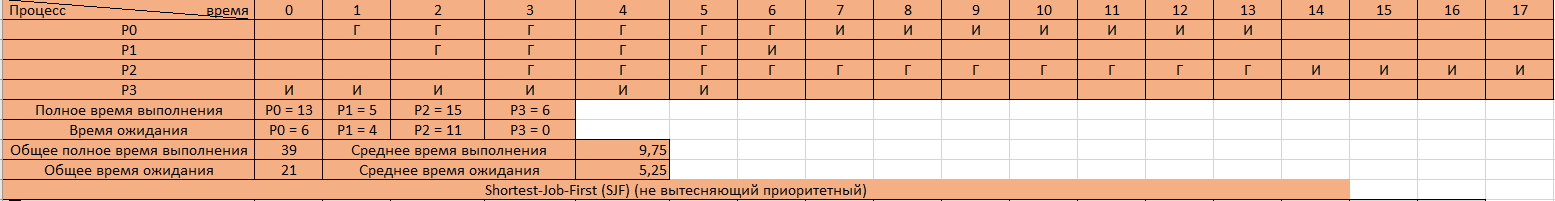 Процесс время 0 1 2 3 4 5 6 7 8 9 10 11 12 13 14 15 16 17
P0 Г Г Г Г Г Г И И И И И И И
P1 Г Г Г Г И
P2 Г Г Г Г Г Г Г Г Г Г Г И И И И
P3 И И И И И И
Полное время выполнения P0 = 13 P1 = 5 P2 = 15 P3 = 6
Время ожидания P0 = 6 P1 = 4 P2 = 11 P3 = 0
Общее полное время выполнения 39 Среднее время выполнения 9,75
Общее время ожидания 21 Среднее время ожидания 5,25
Shortest-Job-First (SJF) (не вытесняющий приоритетный)